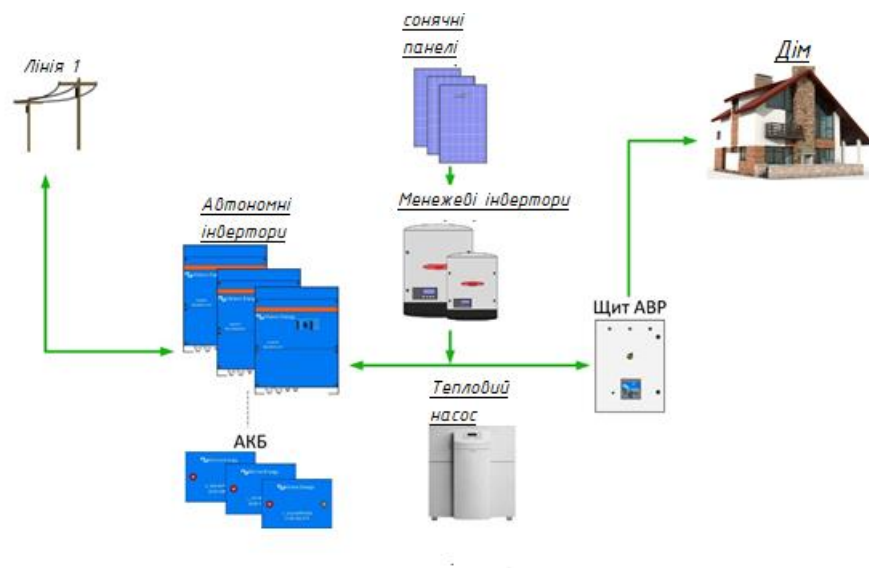 сонячні
панелі
Лінія 1
Дім
Автономні
інвертори
Менежеві інвертори
Щит АВР
Тепловий
насос
АКБ